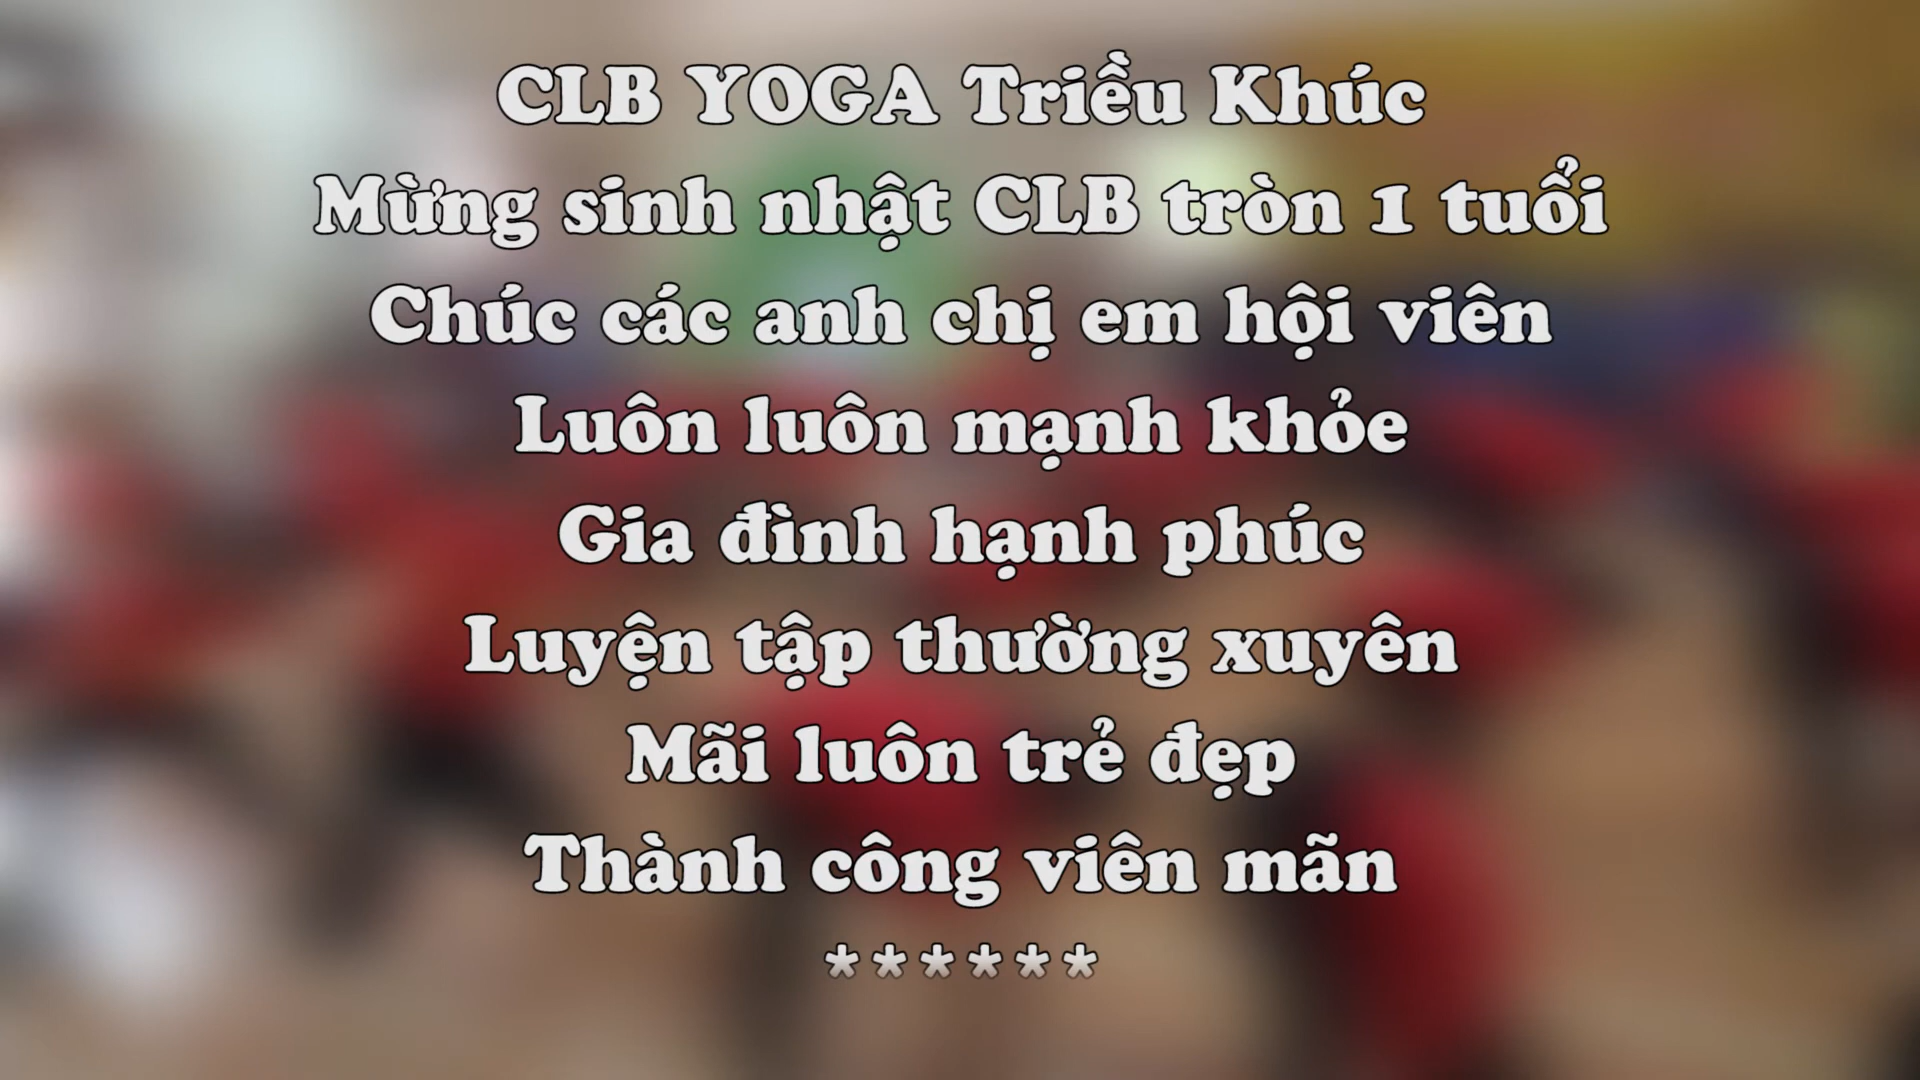 CLB YOGA Triều Khúc
Mừng sinh nhật CLB tròn 1 tuổi
Chúc các anh chị em hội viên
Luôn luôn mạnh khỏe
Gia đình hạnh phúc
Luyện tập thường xuyên
Mãi luôn trẻ đẹp
Thành công viên mãn
******